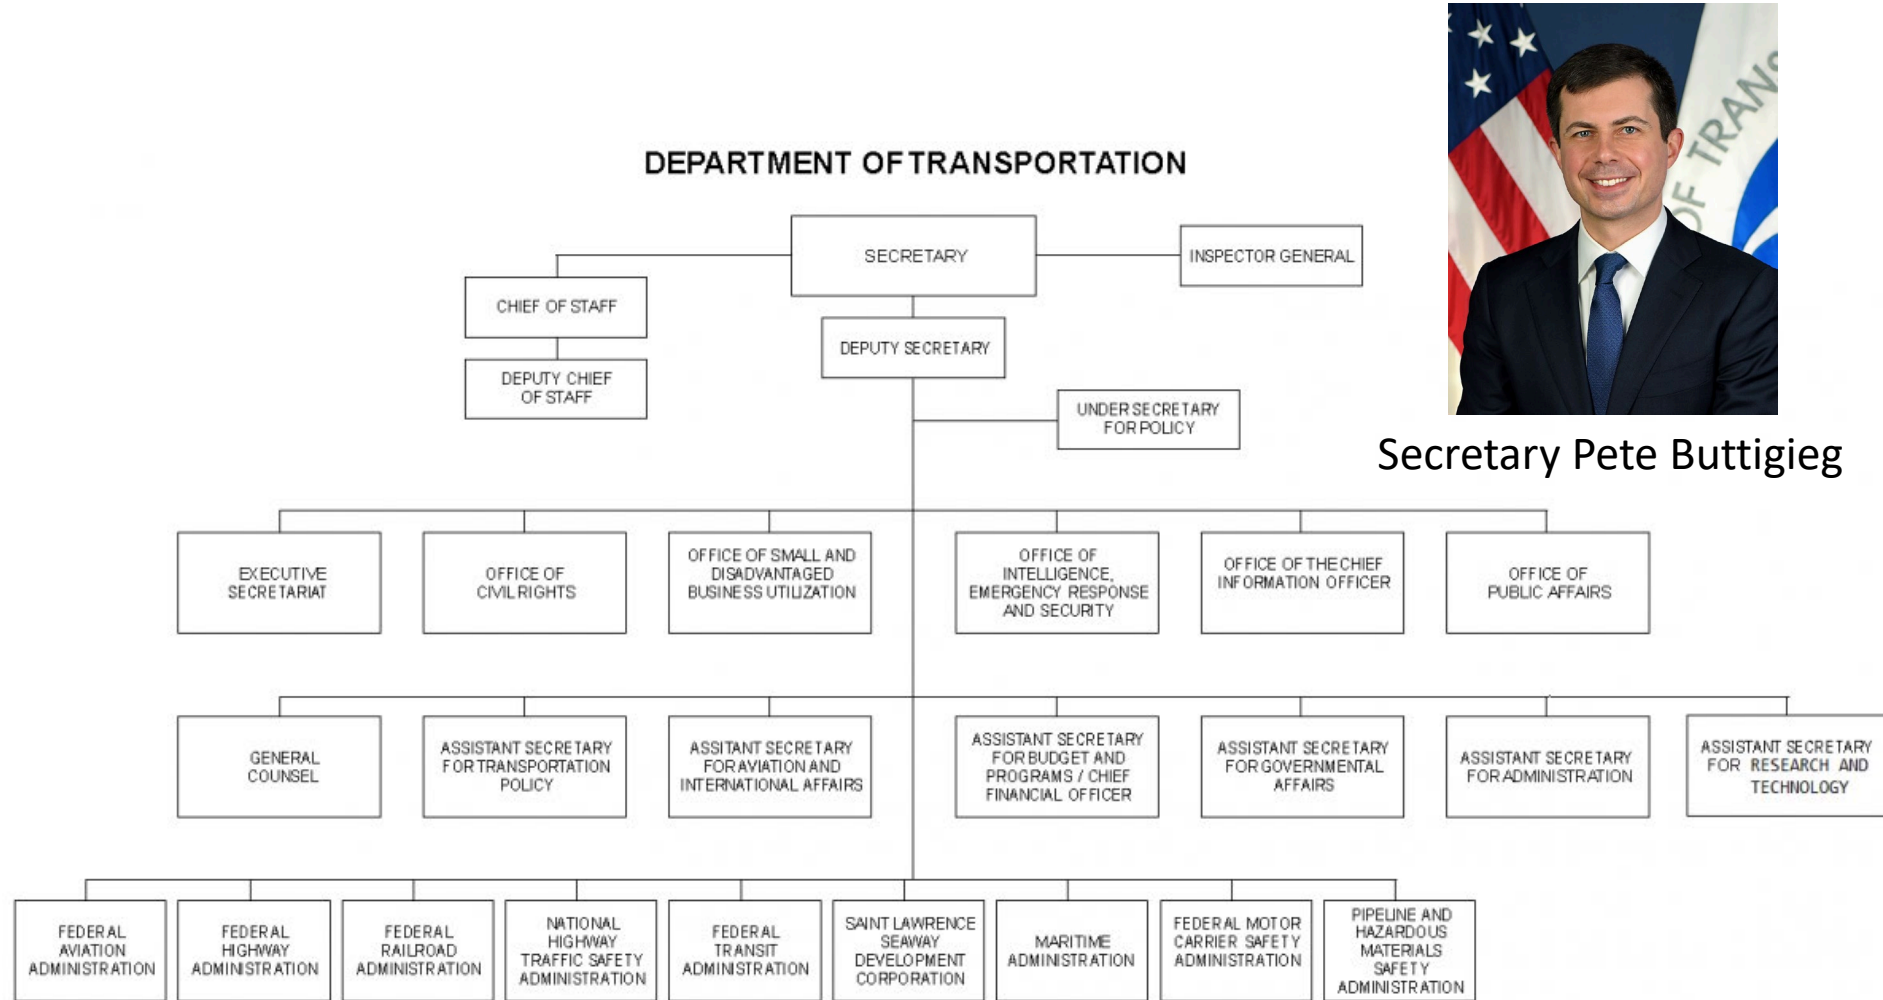 OF TRANS
DEPARTMENT OF TRANSPORTATION
SECRETARY
INSPECTOR GENERAL
CHIEF OF STAFF
DEPUTY SECRETARY
DEPUTY CHIEF
OF STAFF
UNDER SECRETARY
FOR POLICY
Secretary Pete Buttigieg
EXECUTIVE
SECRETARIAT
OFFICE OF
CIVIL RIGHTS
OFFICE OF SMALL AND
DISADVANTAGED
BUSINESS UTILIZATION
OFFICE OF
INTELLIGENCE,
EMERGENCY RESPONSE
AND SECURITY
OFFICE OF THE CHIEF
INFORMATION OFFICER
OFFICE OF
PUBLIC AFFAIRS
GENERAL
COUNSEL
ASSISTANT SECRETARY
FOR TRANSPORTATION
POLICY
ASSITANT SECRETARY
FOR AVIATION AND
INTERNATIONAL AFFAIRS
ASSISTANT SECRETARY
FOR BUDGET AND
PROGRAMS / CHIEF
FINANCIAL OFFICER
ASSISTANT SECRETARY
FOR GOVERNMENTAL
AFFAIRS
ASSISTANT SECRETARY
FOR ADMINISTRATION
ASSISTANT SECRETARY
FOR RESEARCH AND
TECHNOLOGY
FEDERAL
AVIATION
ADMINISTRATION
FEDERAL
HIGHWAY
ADMINISTRATION
FEDERAL
RAILROAD
ADMINISTRATION
NATIONAL
HIGHWAY
TRAFFIC SAFETY
ADMINISTRATION
FEDERAL
TRANSIT
ADMINISTRATION
SAINT LAWRENCE
SEAWAY
DEVELOPMENT
CORPORATION
MARITIME
ADMINISTRATION
FEDERAL MOTOR
CARRIER SAFETY
ADMINISTRATION
PIPELINE AND
HAZARDOUS
MATERIALS
SAFETY
ADMINISTRATION